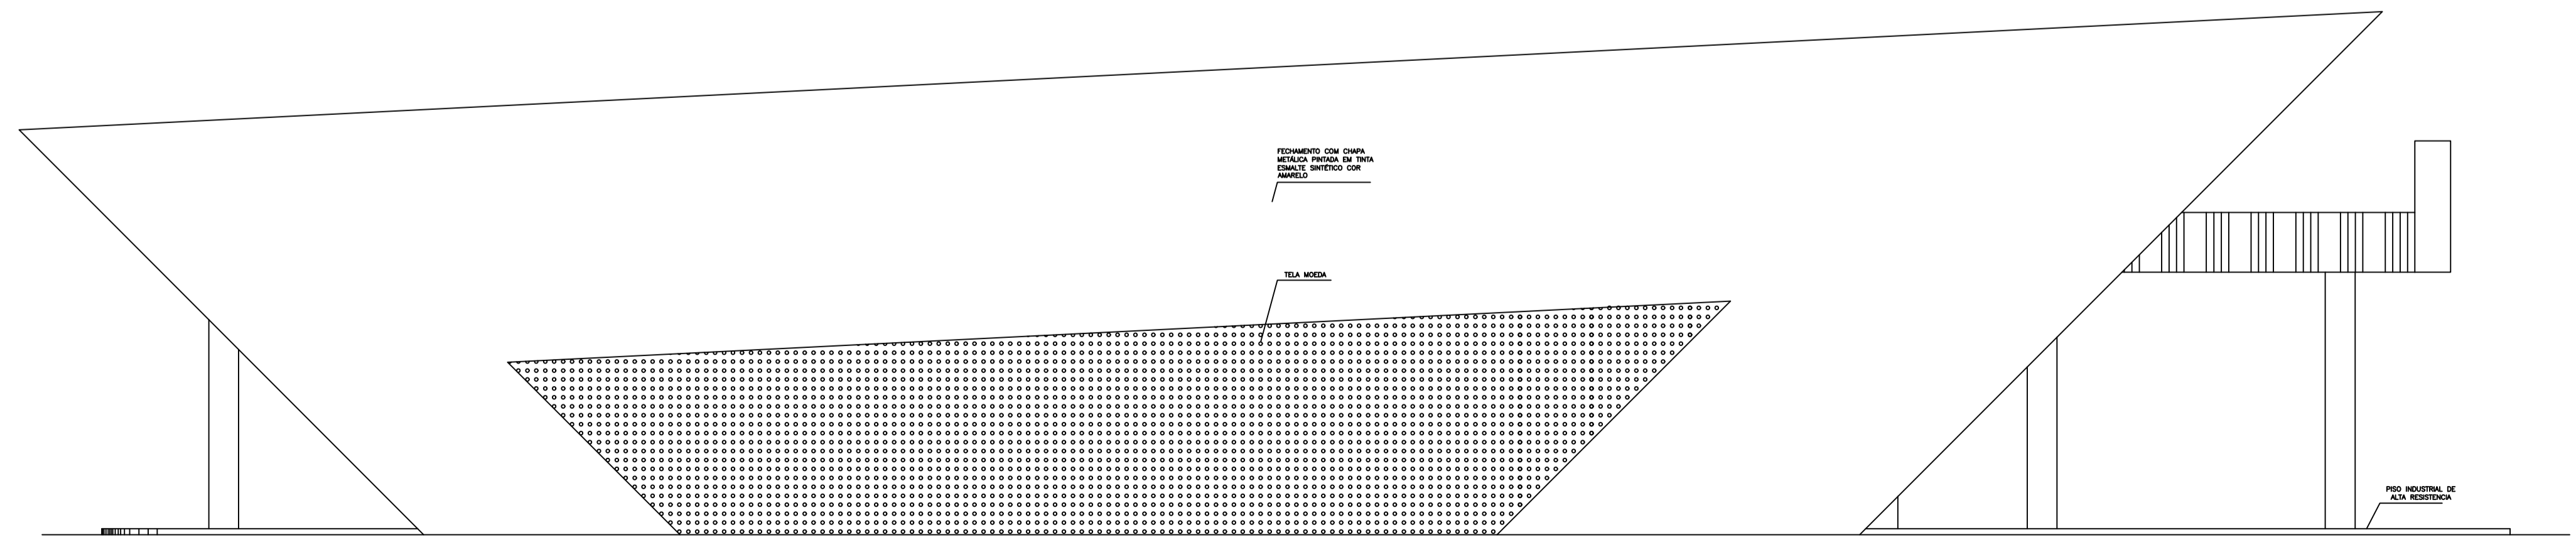 FECHAMENTO COM CHAPA
METÁLICA PINTADA EM TINTA
ESMALTE SINTÉTICO COR
AMARELO
TELA MOEDA
PISO INDUSTRIAL DE
ALTA RESISTENCIA